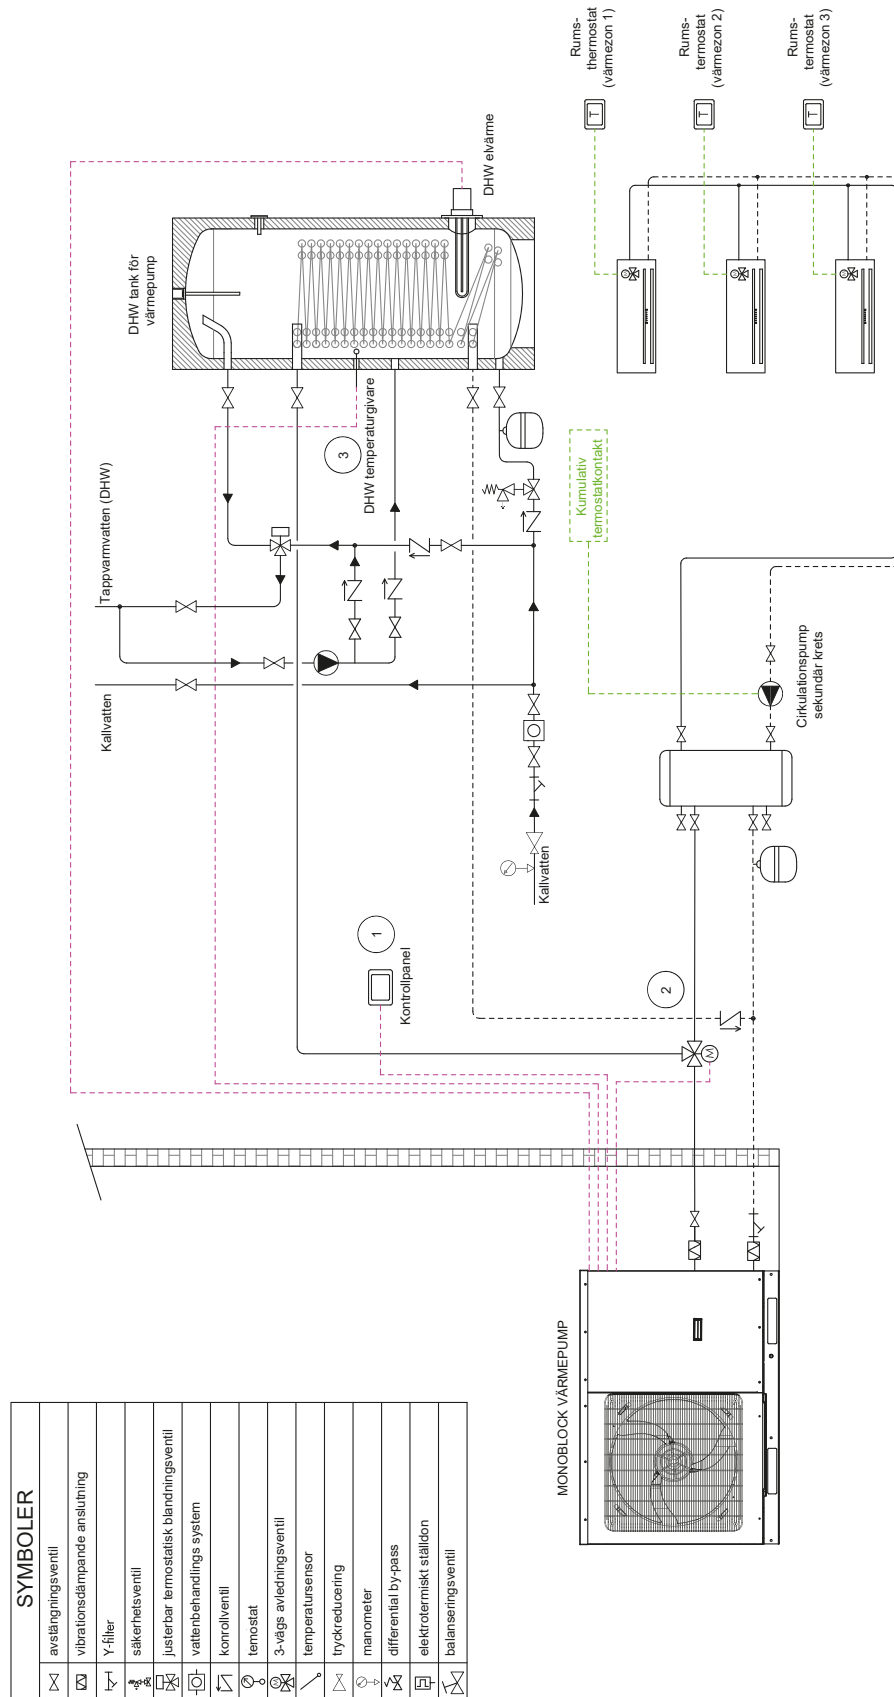 Rums-
thermostat
(värmezon 1)
Rums-
termostat
(värmezon 2)
Rums-
termostat
(värmezon 3)
T
T
T
DHW elvärme
DHW tank för
värmepump
DHW temperaturgivare
3
Kumulativ
termostatkontakt
Tappvarmvatten (DHW)
Kallvatten
Kallvatten
Cirkulationspump
sekundär krets
1
Kontrollpanel
2
M
MONOBLOCK VÄRMEPUMP
SYMBOLER
avstängningsventil
vibrationsdämpande anslutning
Y-filter
säkerhetsventil
justerbar termostatisk blandningsventil
vattenbehandlings system
konrollventil
temostat
3-vägs avledningsventil
temperatursensor
tryckreducering
manometer
differential by-pass
elektrotermiskt ställdon
balanseringsventil